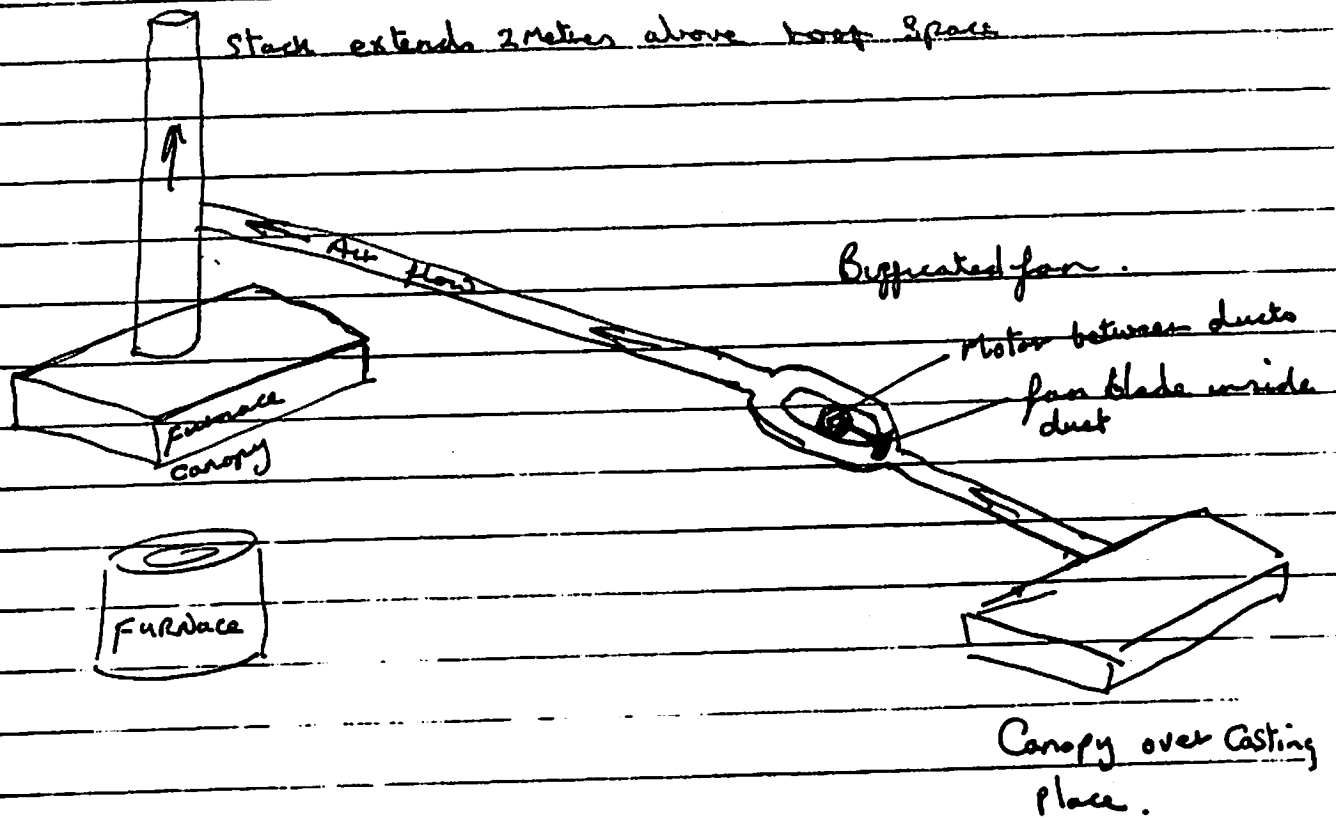 Stack extends 2 Metres above roof Space
Air flow
Bifficated fan.
Motor between ducts
fan blade inside
duct
Furnace
Canopy
FURNace
Canopy over Casting
Place.